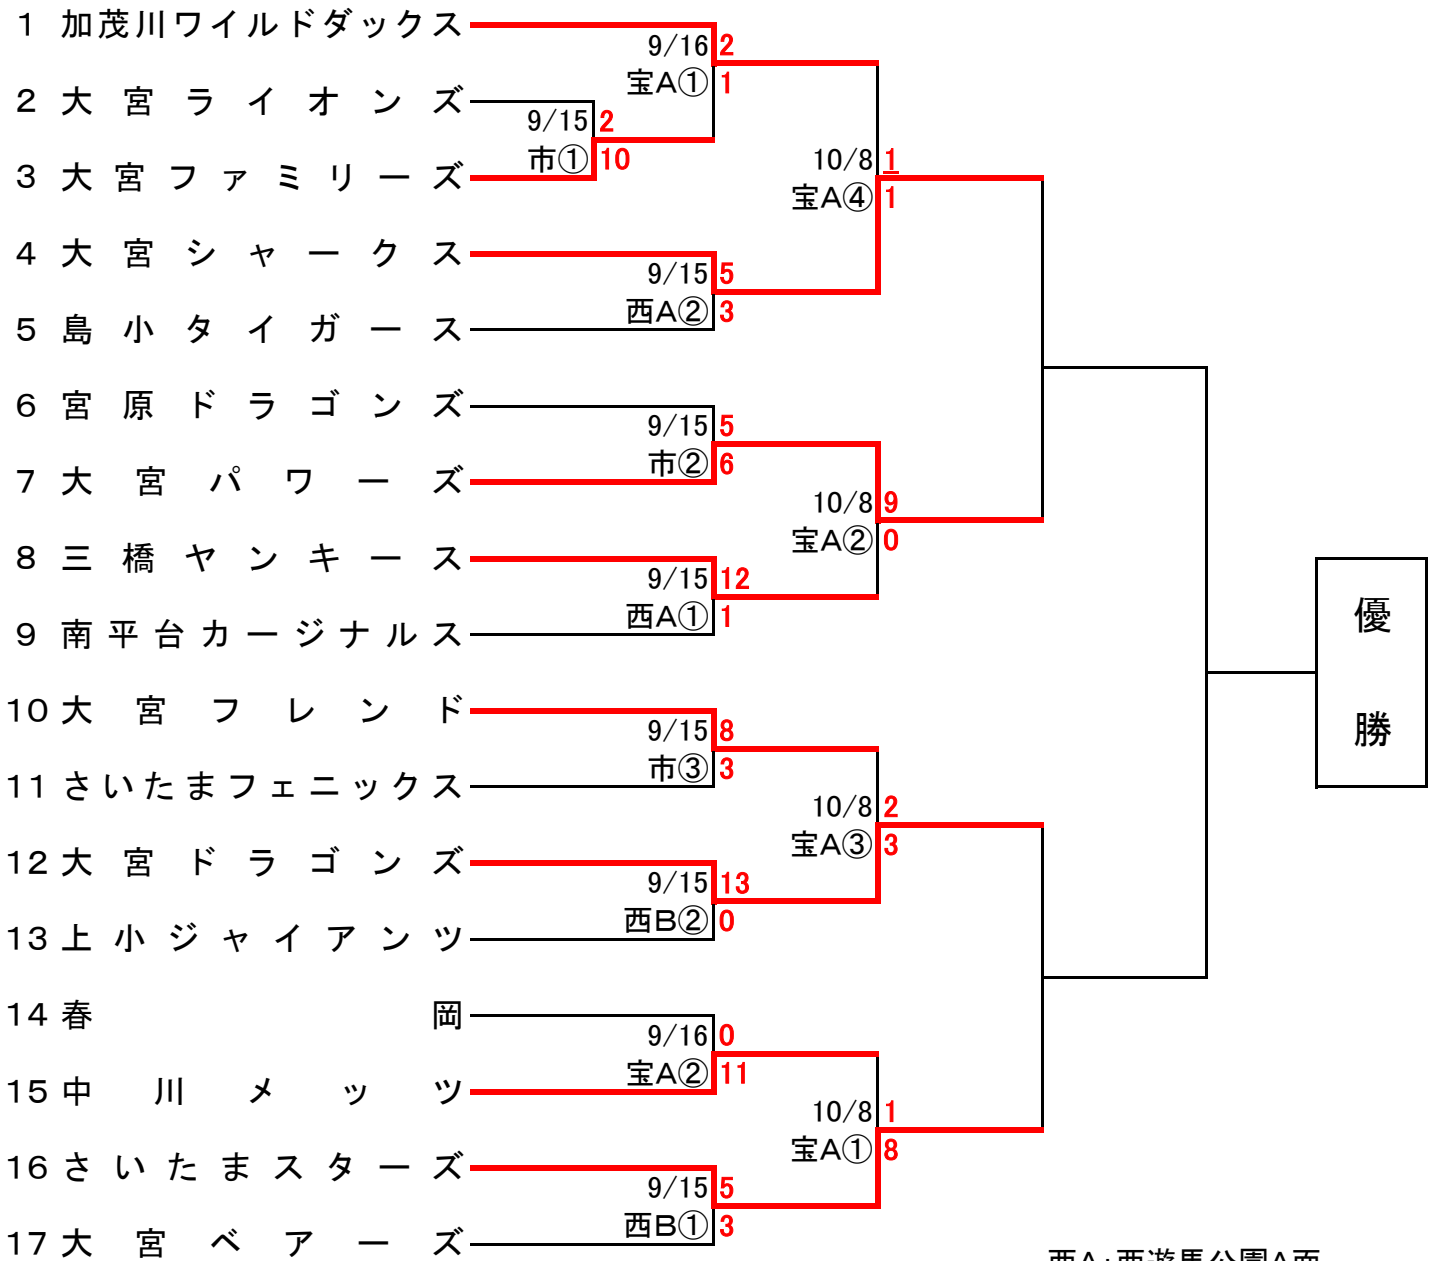 1 加茂川ワイルドダックス
9/16 2
宝A① 1
2 大宮ライオンズ
9/15 2
市① 10
3 大宮ファミリーズ
10/8 1
宝A④ 1
4 大宮シャークス
9/15 5
西A② 3
5 島小タイガース
6 宮原ドラゴンズ
9/15 5
市② 6
7 大宮パワーズ
10/8 9
宝A② 0
8 三橋ヤンキース
9/15 12
西A① 1
9 南平台カージナルス
優
勝
10 大宮フレンド
9/15 8
市③ 3
11 さいたまフェニックス
10/8 2
宝A③ 3
12 大宮ドラゴンズ
9/15 13
西B② 0
13 上小ジャイアンツ
14 春岡
9/16 0
宝A② 11
15 中川メッツ
10/8 1
宝A① 8
16 さいたまスターズ
9/15 5
西B① 3
17 大宮ベアーズ
西A:西遊馬公園A面